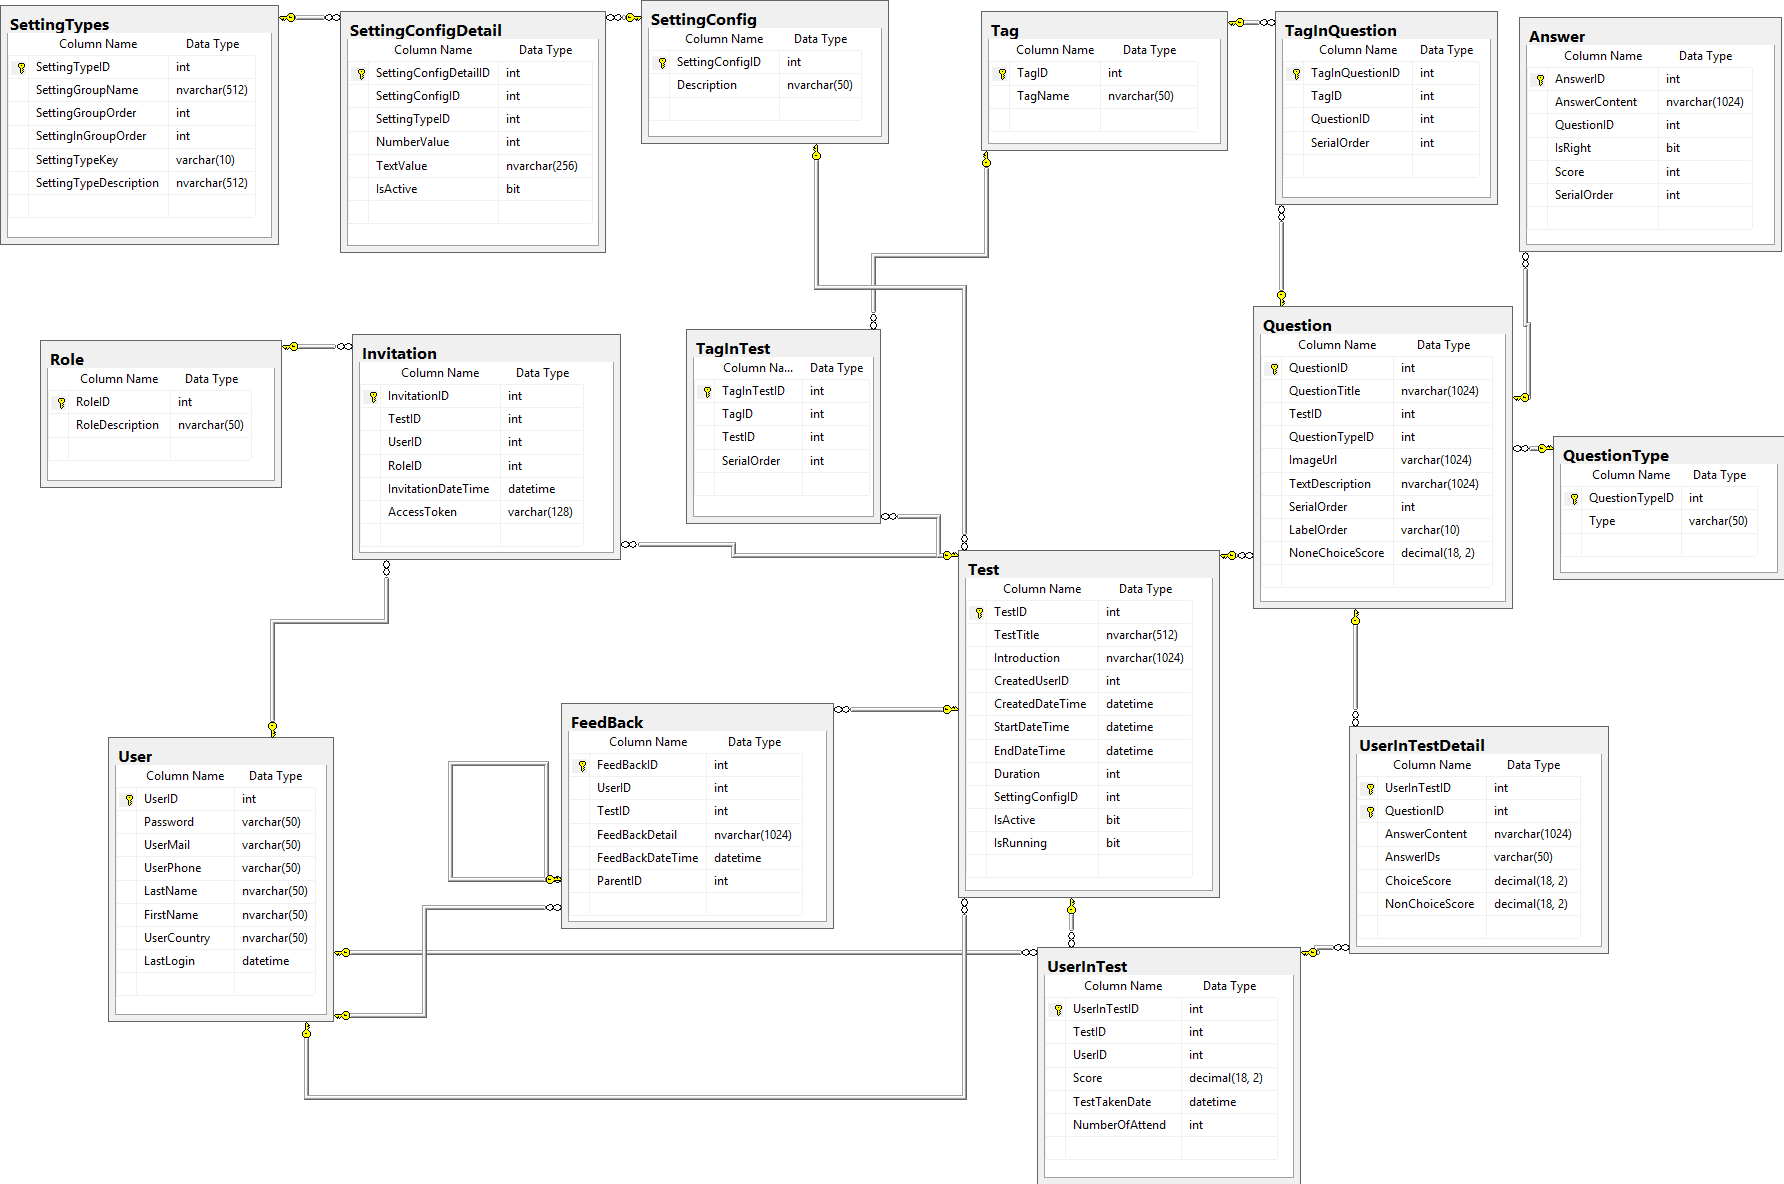 SettingTypes
Column Name Data Type
SettingTypeID int
SettingGroupName nvarchar(512)
SettingGroupOrder int
SettingInGroupOrder int
SettingTypeKey varchar(10)
SettingTypeDescription nvarchar(512)
SettingConfigDetail
Column Name Data Type
SettingConfigDetailID int
SettingConfigID int
SettingTypeID int
NumberValue int
TextValue nvarchar(256)
IsActive bit
SettingConfig
Column Name Data Type
SettingConfigID int
Description nvarchar(50)
Tag
Column Name Data Type
TagID int
TagName nvarchar(50)
TagInQuestion
Column Name Data Type
TagInQuestionID int
TagID int
QuestionID int
SerialOrder int
Answer
Column Name Data Type
AnswerID int
AnswerContent nvarchar(1024)
QuestionID int
IsRight bit
Score int
SerialOrder int
Role
Column Name Data Type
RoleID int
RoleDescription nvarchar(50)
Invitation
Column Name Data Type
InvitationID int
TestID int
UserID int
RoleID int
InvitationDateTime datetime
AccessToken varchar(128)
TagInTest
Column Na... Data Type
TagInTestID int
TagID int
TestID int
SerialOrder int
Question
Column Name Data Type
QuestionID int
QuestionTitle nvarchar(1024)
TestID int
QuestionTypeID int
ImageUrl varchar(1024)
TextDescription nvarchar(1024)
SerialOrder int
LabelOrder varchar(10)
NoneChoiceScore decimal(18, 2)
QuestionType
Column Name Data Type
QuestionTypeID int
Type varchar(50)
Test
Column Name Data Type
TestID int
TestTitle nvarchar(512)
Introduction nvarchar(1024)
CreatedUserID int
CreatedDateTime datetime
StartDateTime datetime
EndDateTime datetime
Duration int
SettingConfigID int
IsActive bit
IsRunning bit
User
Column Name Data Type
UserID int
Password varchar(50)
UserMail varchar(50)
UserPhone varchar(50)
LastName nvarchar(50)
FirstName nvarchar(50)
UserCountry nvarchar(50)
LastLogin datetime
FeedBack
Column Name Data Type
FeedBackID int
UserID int
TestID int
FeedBackDetail nvarchar(1024)
FeedBackDateTime datetime
ParentID int
UserInTestDetail
Column Name Data Type
UserInTestID int
QuestionID int
AnswerContent nvarchar(1024)
AnswerIDs varchar(50)
ChoiceScore decimal(18, 2)
NonChoiceScore decimal(18, 2)
UserInTest
Column Name Data Type
UserInTestID int
TestID int
UserID int
Score decimal(18, 2)
TestTakenDate datetime
NumberOfAttend int